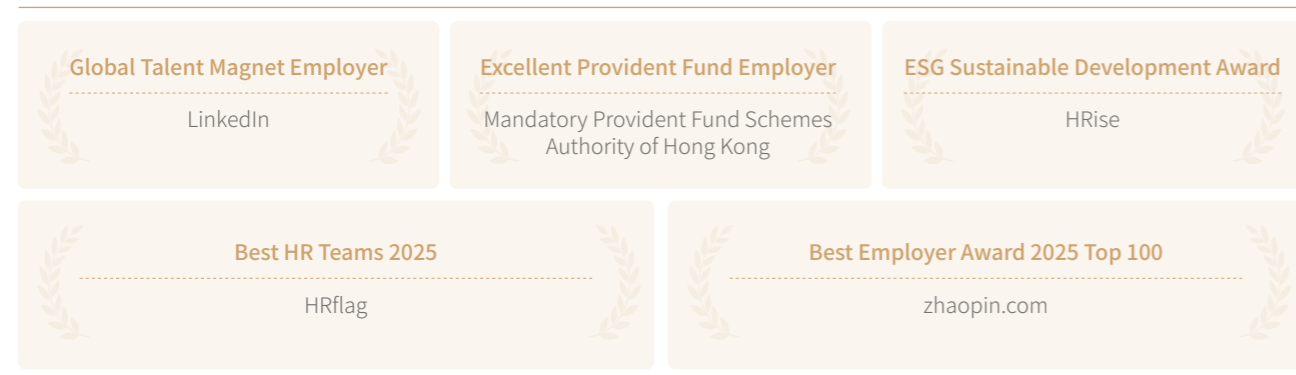 Global Talent Magnet Employer
LinkedIn
Excellent Provident Fund Employer
Mandatory Provident Fund Schemes
Authority of Hong Kong
ESG Sustainable Development Award
HRise
Best HR Teams 2025
HRflag
Best Employer Award 2025 Top 100
zhaopin.com